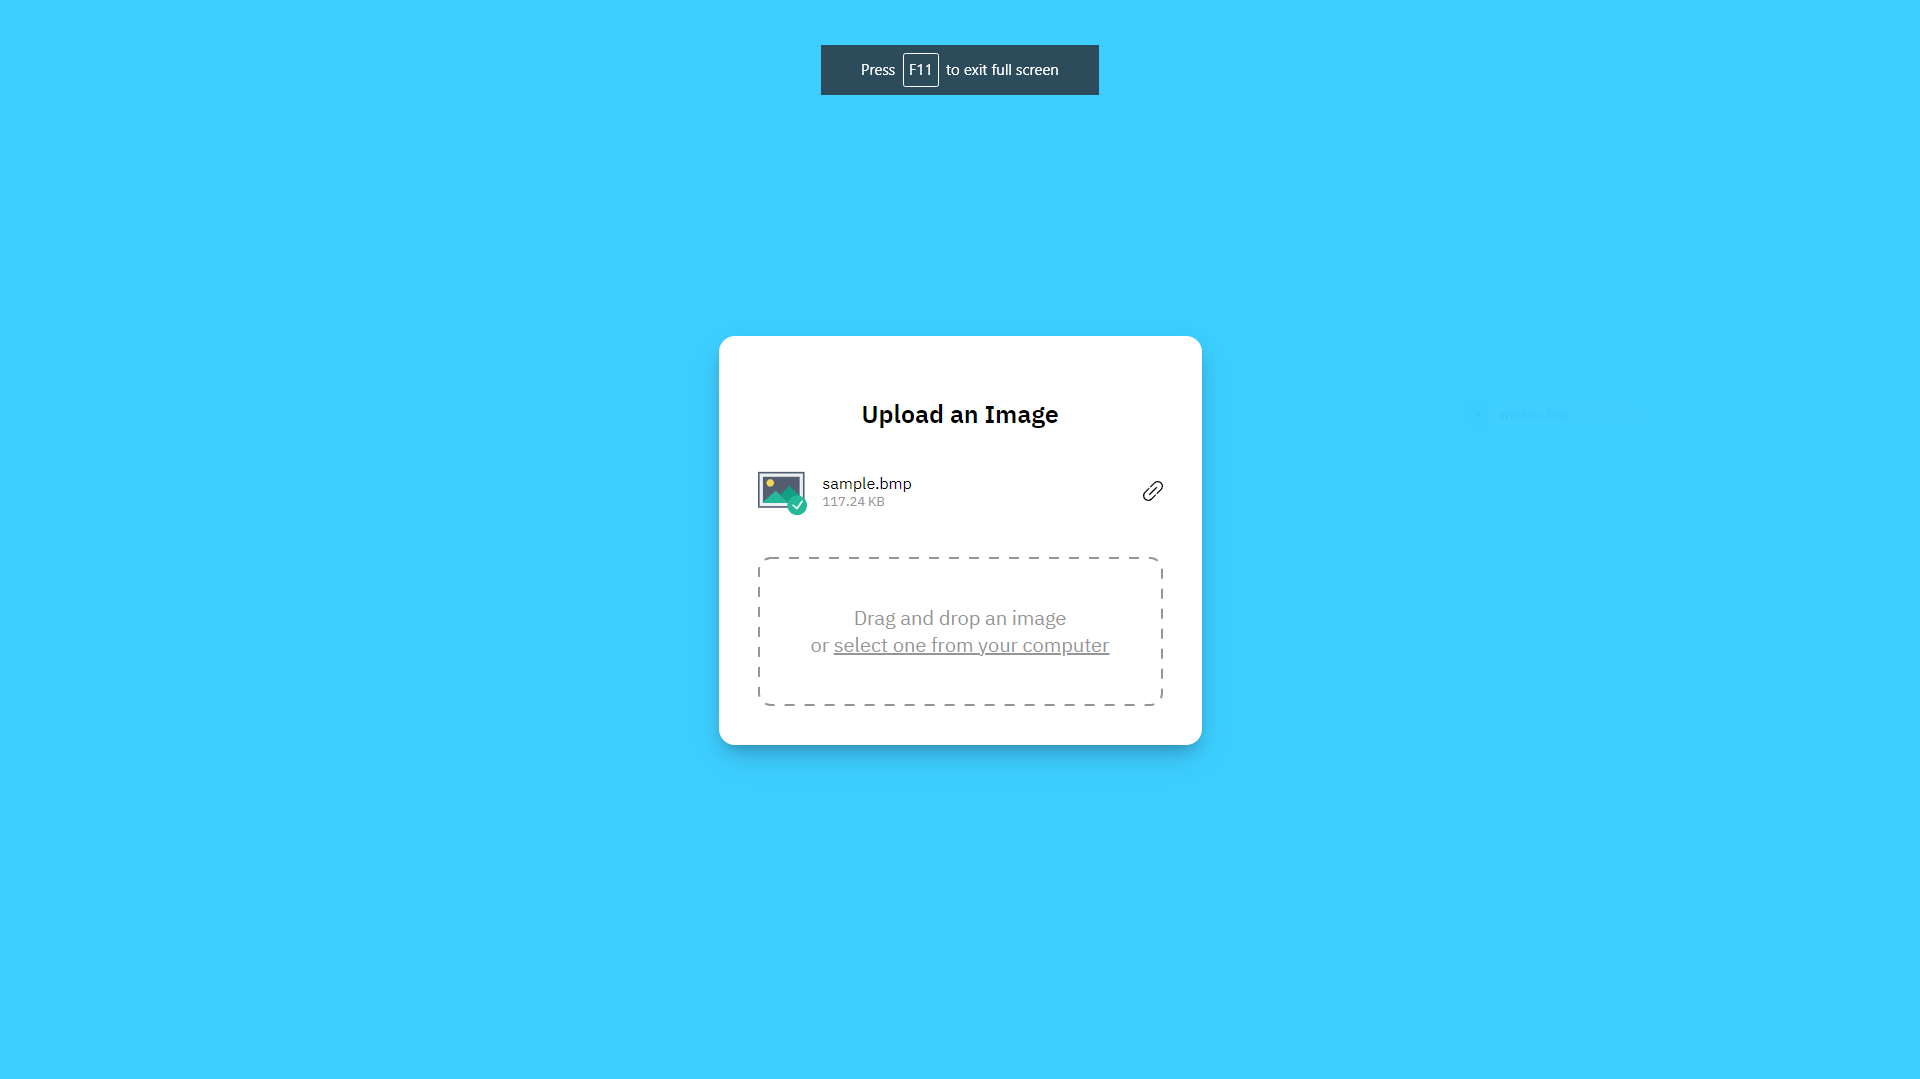 Press F11 to exit full screen
Upload an Image
sample.bmp
117.24 KB
Drag and drop an image
or select one from your computer